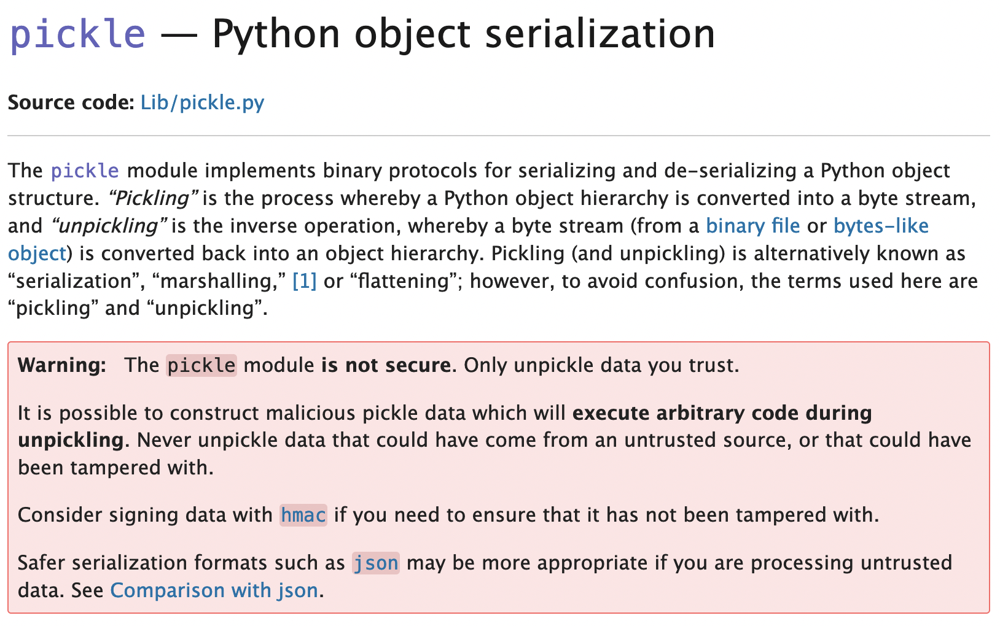 pickle — Python object serialization
Source code: Lib/pickle.py
The pickle module implements binary protocols for serializing and de-serializing a Python object
structure. “Pickling” is the process whereby a Python object hierarchy is converted into a byte stream,
and “unpickling” is the inverse operation, whereby a byte stream (from a binary file or bytes-like
object) is converted back into an object hierarchy. Pickling (and unpickling) is alternatively known as
“serialization”, “marshalling,” [1] or “flattening”; however, to avoid confusion, the terms used here are
“pickling” and “unpickling”.
Warning: The pickle module is not secure. Only unpickle data you trust.
It is possible to construct malicious pickle data which will execute arbitrary code during
unpickling. Never unpickle data that could have come from an untrusted source, or that could have
been tampered with.
Consider signing data with hmac if you need to ensure that it has not been tampered with.
Safer serialization formats such as json may be more appropriate if you are processing untrusted
data. See Comparison with json.